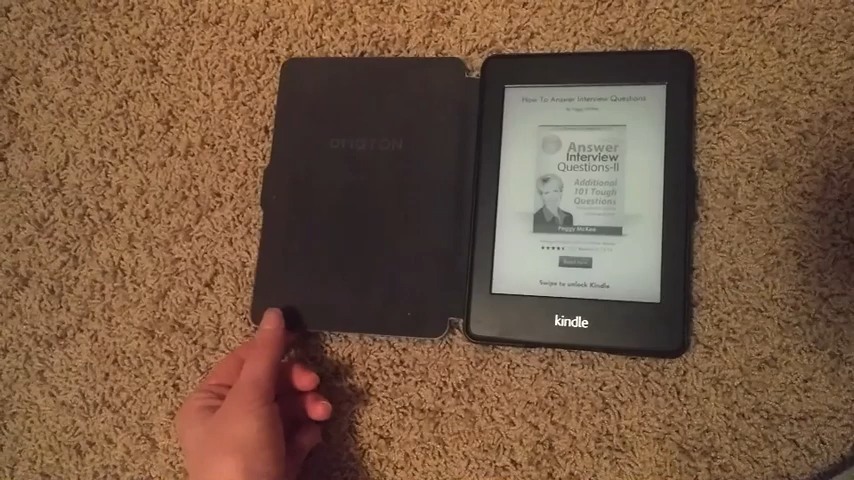 How To Answer Interview Questions
Answer
Interview
Questions-II
Additional
101 Tough
Questions
Peggy McKee
Swipe to unlock Kindle
kindle